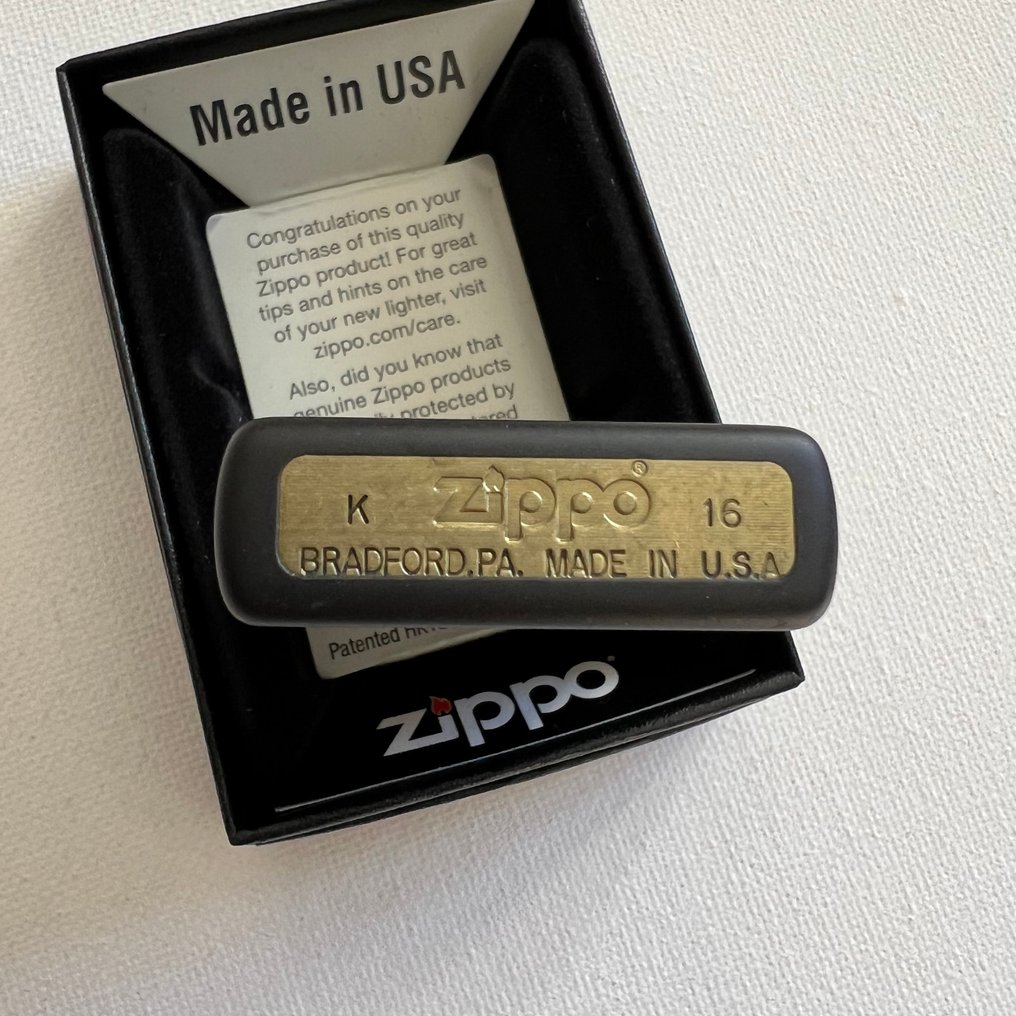 Made in USA
Congratulations on your
purchase of this quality
Zippo product! For great
tips and hints on the care
of your new lighter, visit
zippo.com/care.
Also, did you know that
genuine Zippo products
protected by
K zippo® 16
BRADFORD.PA. MADE IN U.S.A
Patented
zippo